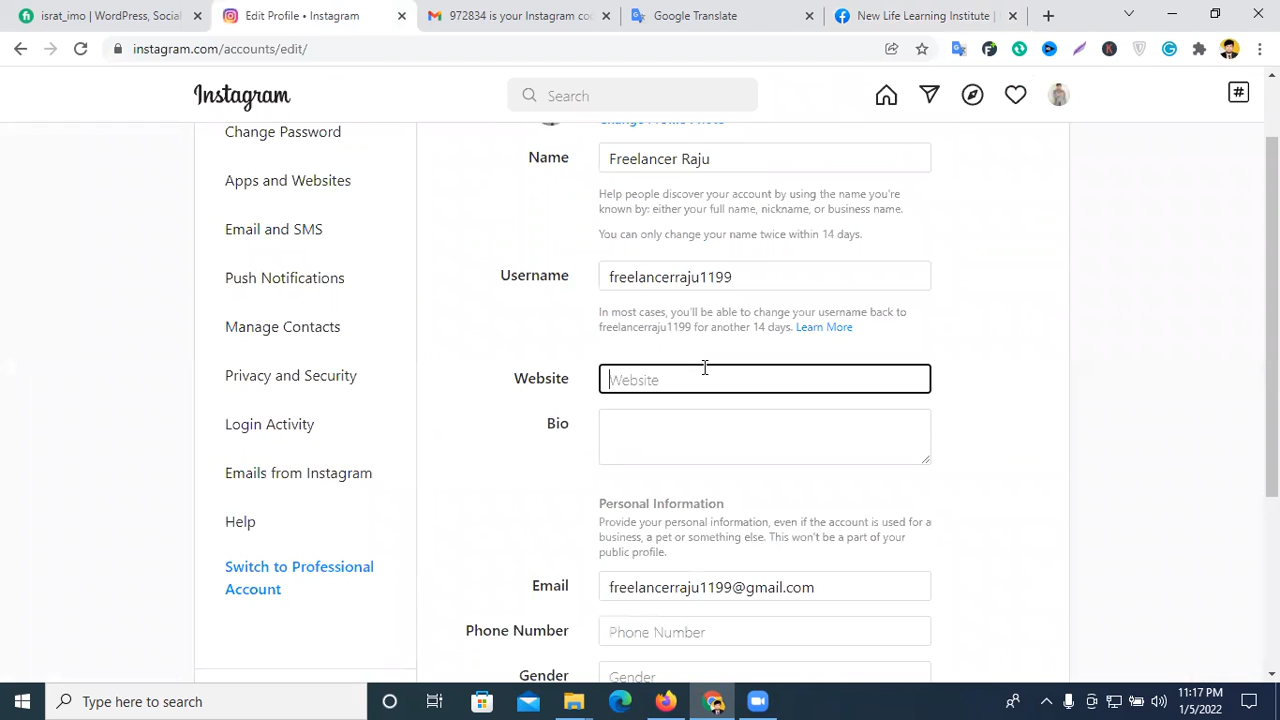 israt_imo | WordPress, Social
Edit Profile • Instagram
972834 is your Instagram co
Google Translate
New Life Learning Institute |
instagram.com/accounts/edit/
Instagram
Search
Change Password
Apps and Websites
Email and SMS
Push Notifications
Manage Contacts
Privacy and Security
Login Activity
Emails from Instagram
Help
Switch to Professional
Account
Change Profile Photo
Name
Freelancer Raju
Help people discover your account by using the name you're
known by: either your full name, nickname, or business name.
You can only change your name twice within 14 days.
Username
freelancerraju1199
In most cases, you'll be able to change your username back to
freelancerraju1199 for another 14 days. Learn More
Website
Website
Bio
Personal Information
Provide your personal information, even if the account is used for a
business, a pet or something else. This won't be a part of your
public profile.
Email
freelancerraju1199@gmail.com
Phone Number
Phone Number
Gender
Gender
Type here to search
11:17 PM
1/5/2022